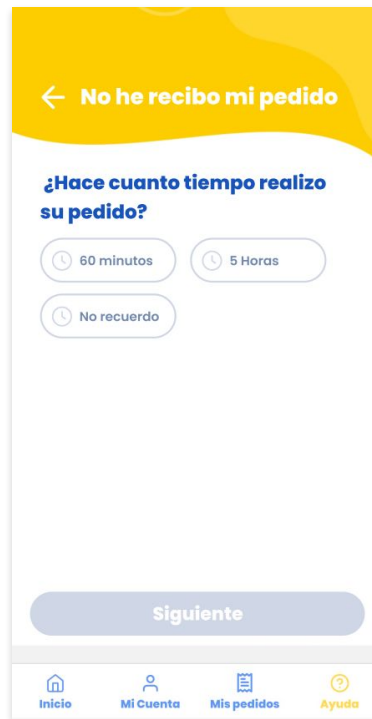 No he recibo mi pedido
¿Hace cuanto tiempo realizo
su pedido?
60 minutos
5 Horas
No recuerdo
Siguiente
Inicio
Mi Cuenta
Mis pedidos
Ayuda